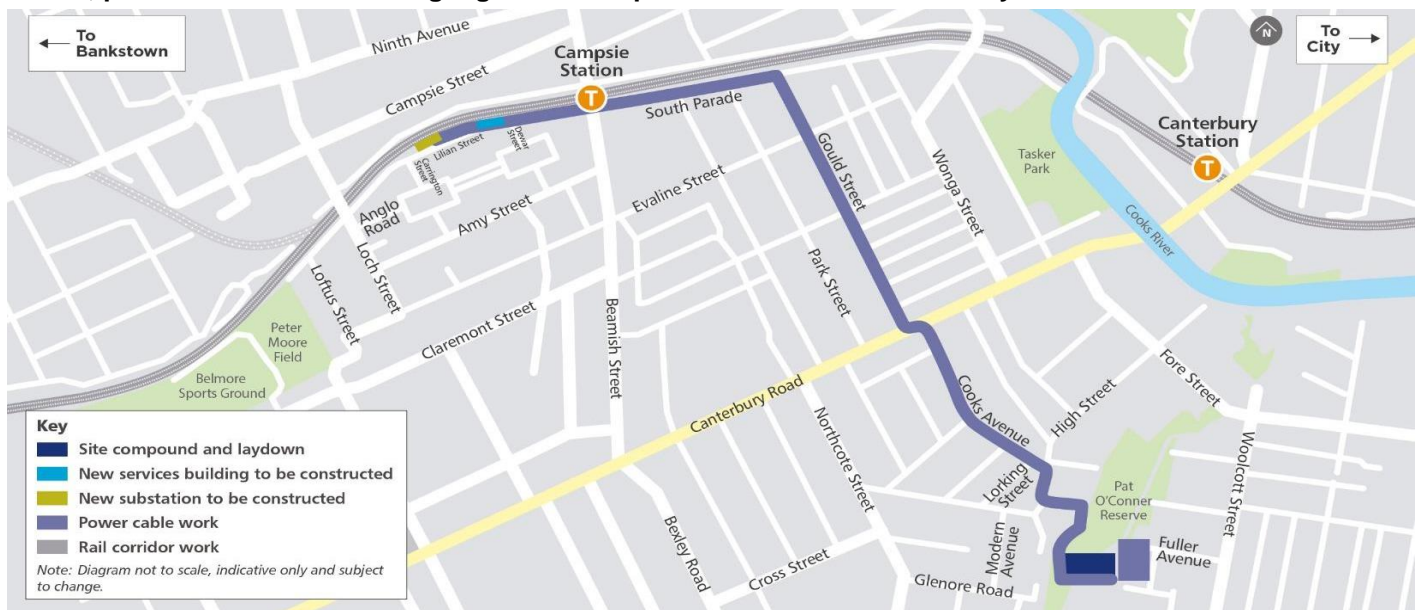 ← To
Bankstown
Ninth Avenue
Campsie Street
Campsie
Station
T
N
To →
City
South Parade
Canterbury
Station
T
Lilian Street
Dewar
Street
Carrington
Street
Anglo
Road
Amy Street
Evaline Street
Gould Street
Wonga Street
Tasker
Park
Cooks River
Loch Street
Loftus Street
Park Street
Peter
Moore
Field
Claremont Street
Beamish Street
Belmore
Sports Ground
Canterbury Road
Cooks Avenue
High Street
Fore Street
Northcote Street
Woolcott Street
Lorking
Street
Pat
O'Conner
Reserve
Modern
Avenue
Fuller
Avenue
Bexley Road
Cross Street
Glenore Road
Key
Site compound and laydown
New services building to be constructed
New substation to be constructed
Power cable work
Rail corridor work
Note: Diagram not to scale, indicative only and subject
to change.